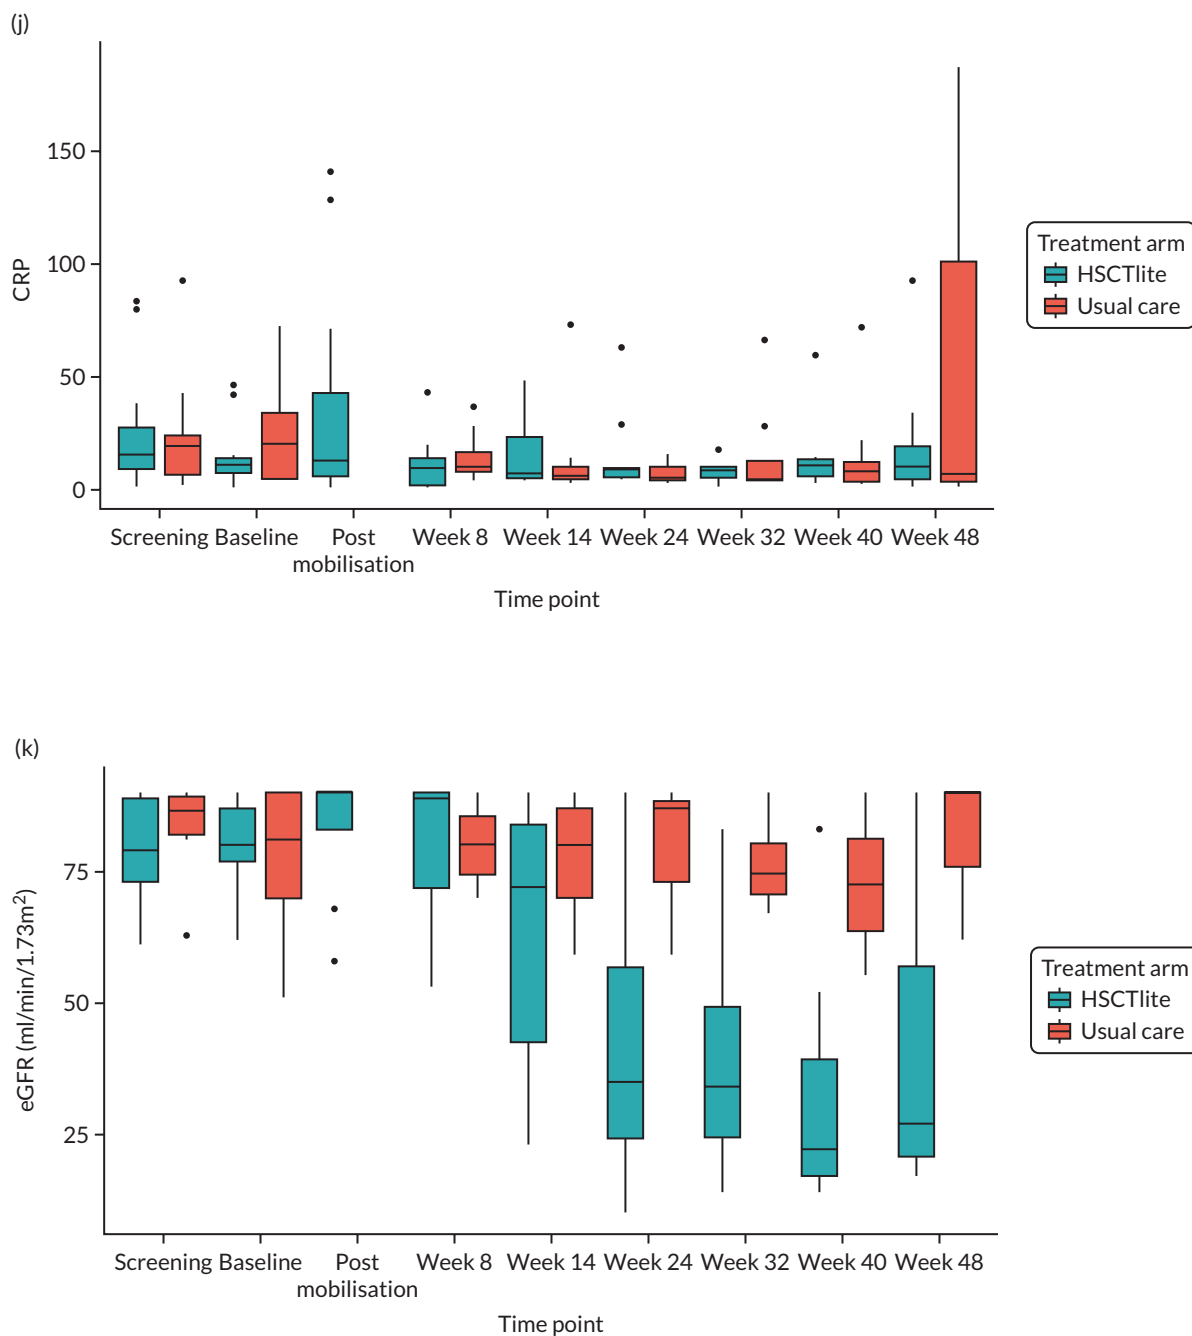 (j)
150
100
50
0
CRP
Screening Baseline Post mobilisation Week 8 Week 14 Week 24 Week 32 Week 40 Week 48
Time point
Treatment arm
HSCTlite
Usual care
(k)
75
50
25
eGFR (ml/min/1.73m²)
Screening Baseline Post mobilisation Week 8 Week 14 Week 24 Week 32 Week 40 Week 48
Time point
Treatment arm
HSCTlite
Usual care